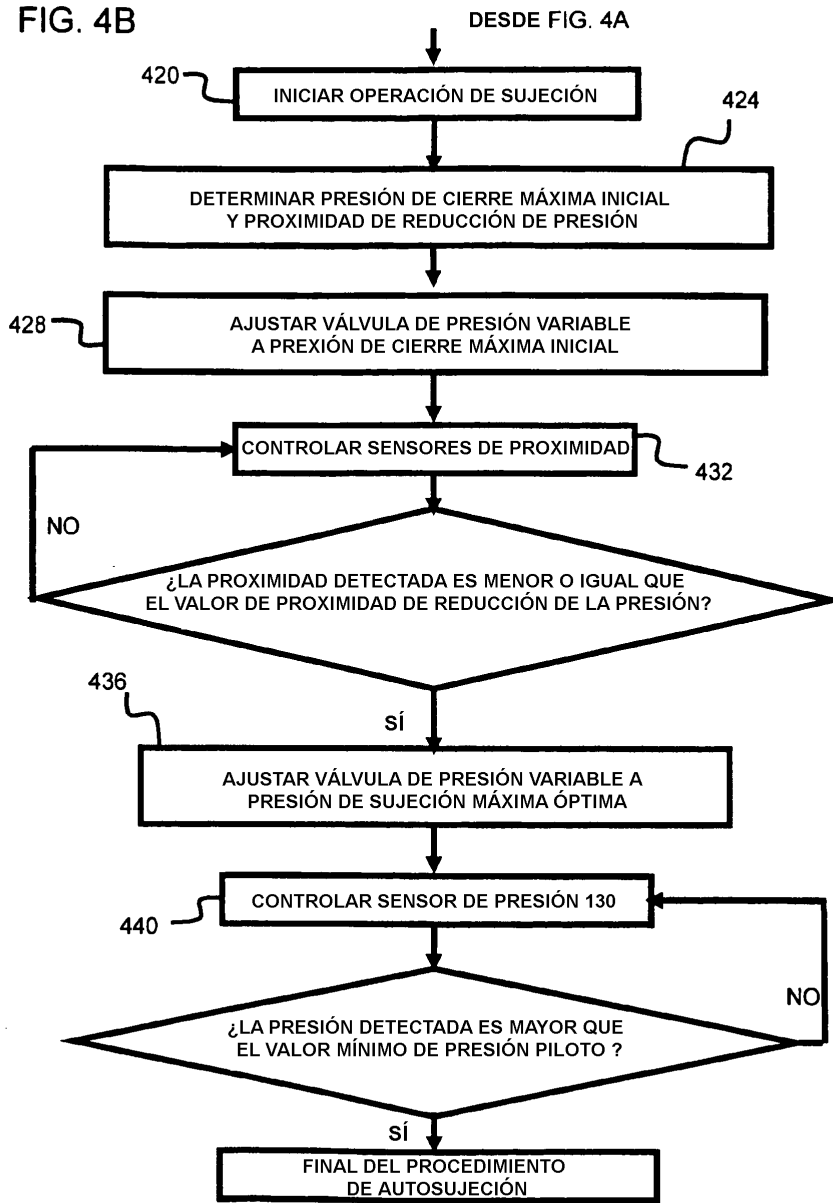 FIG. 4B
DESDE FIG. 4A
420
INICIAR OPERACIÓN DE SUJECIÓN
424
DETERMINAR PRESIÓN DE CIERRE MÁXIMA INICIAL
Y PROXIMIDAD DE REDUCCIÓN DE PRESIÓN
428
AJUSTAR VÁLVULA DE PRESIÓN VARIABLE
A PREXIÓN DE CIERRE MÁXIMA INICIAL
CONTROLAR SENSORES DE PROXIMIDAD
432
NO
¿LA PROXIMIDAD DETECTADA ES MENOR O IGUAL QUE
EL VALOR DE PROXIMIDAD DE REDUCCIÓN DE LA PRESIÓN?
436
SÍ
AJUSTAR VÁLVULA DE PRESIÓN VARIABLE A
PRESIÓN DE SUJECIÓN MÁXIMA ÓPTIMA
CONTROLAR SENSOR DE PRESIÓN 130
440
NO
¿LA PRESIÓN DETECTADA ES MAYOR QUE
EL VALOR MÍNIMO DE PRESIÓN PILOTO ?
SÍ
FINAL DEL PROCEDIMIENTO
DE AUTOSUJECIÓN